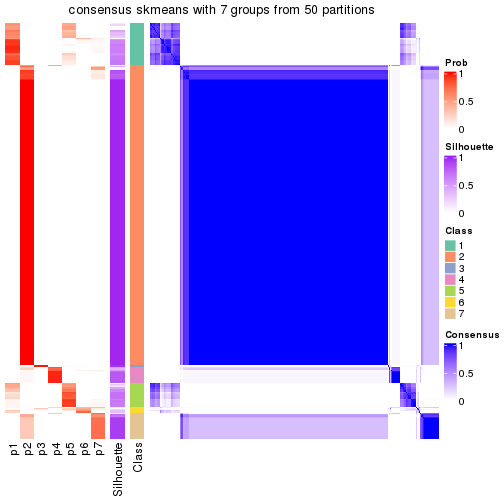 consensus skmeans with 7 groups from 50 partitions
Prob
1
0.5
0
Silhouette
1
0.5
0
Class
1
2
3
4
5
6
7
Consensus
1
0.5
0
p1
p2
p3
p4
p5
p6
p7
Silhouette
Class